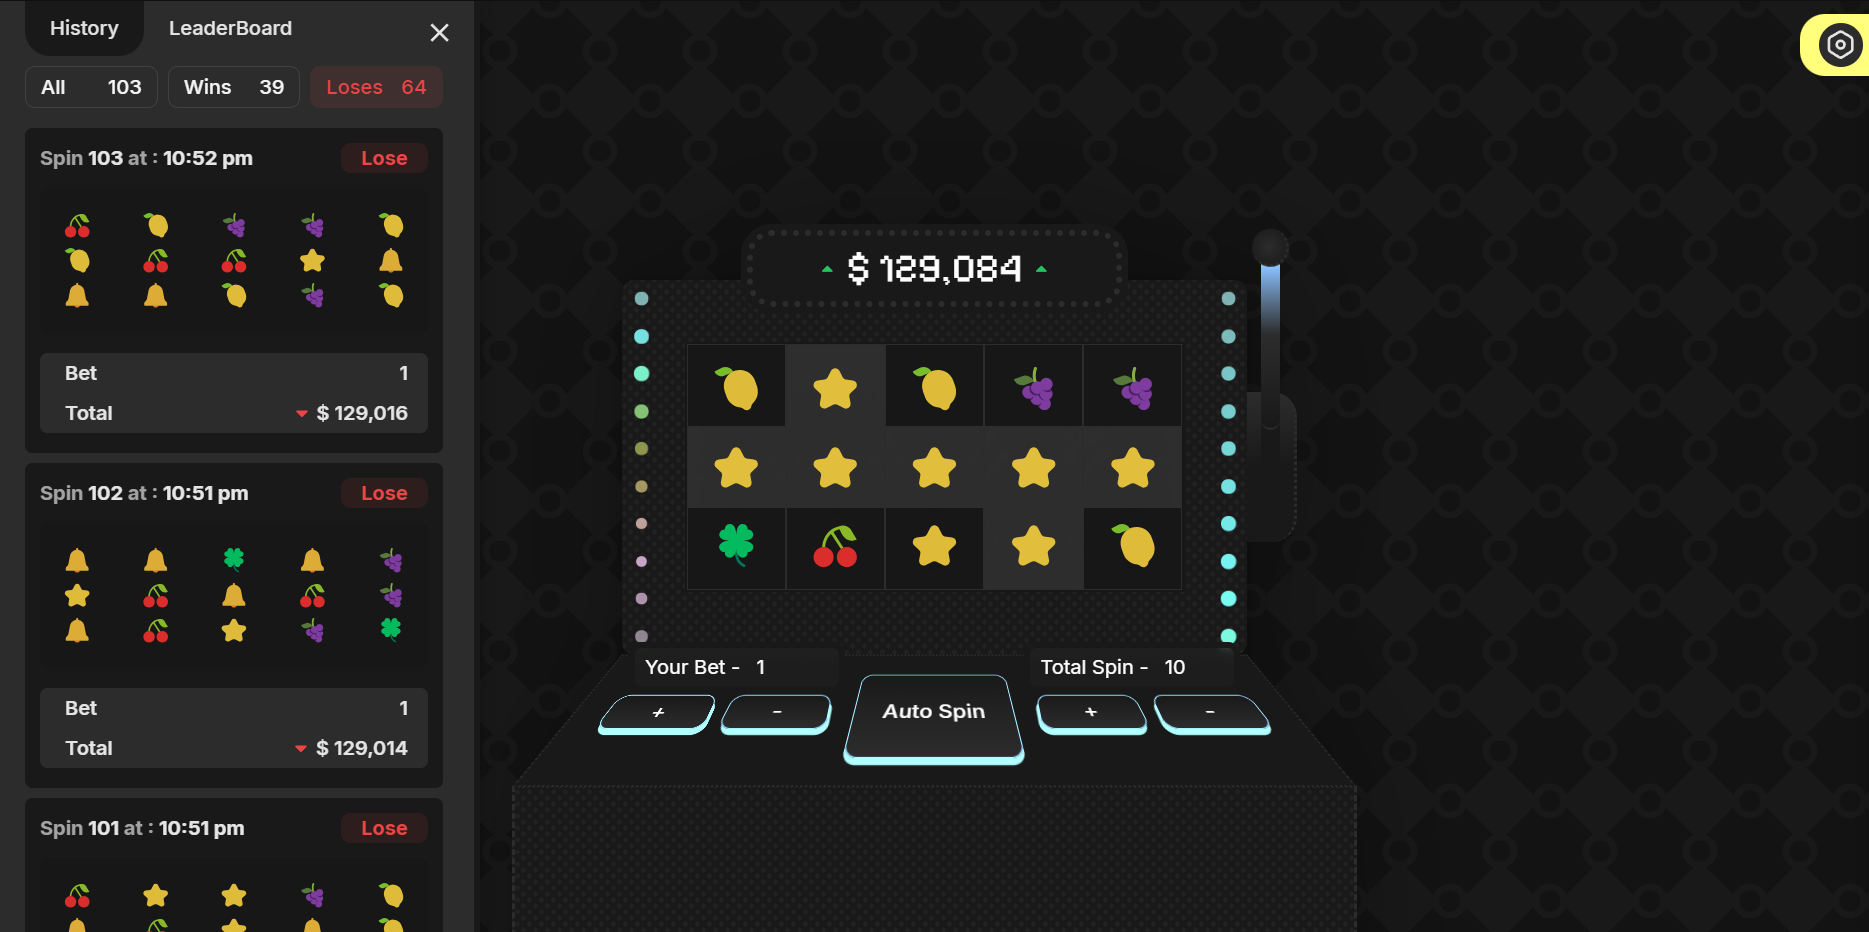 History
LeaderBoard
All 103
Wins 39
Loses 64
Spin 103 at : 10:52 pm
Lose
Bet 1
Total $ 129,016
Spin 102 at : 10:51 pm
Lose
Bet 1
Total $ 129,014
Spin 101 at : 10:51 pm
Lose
$ 129,084
Your Bet - 1
Total Spin - 10
+
-
Auto Spin
+
-